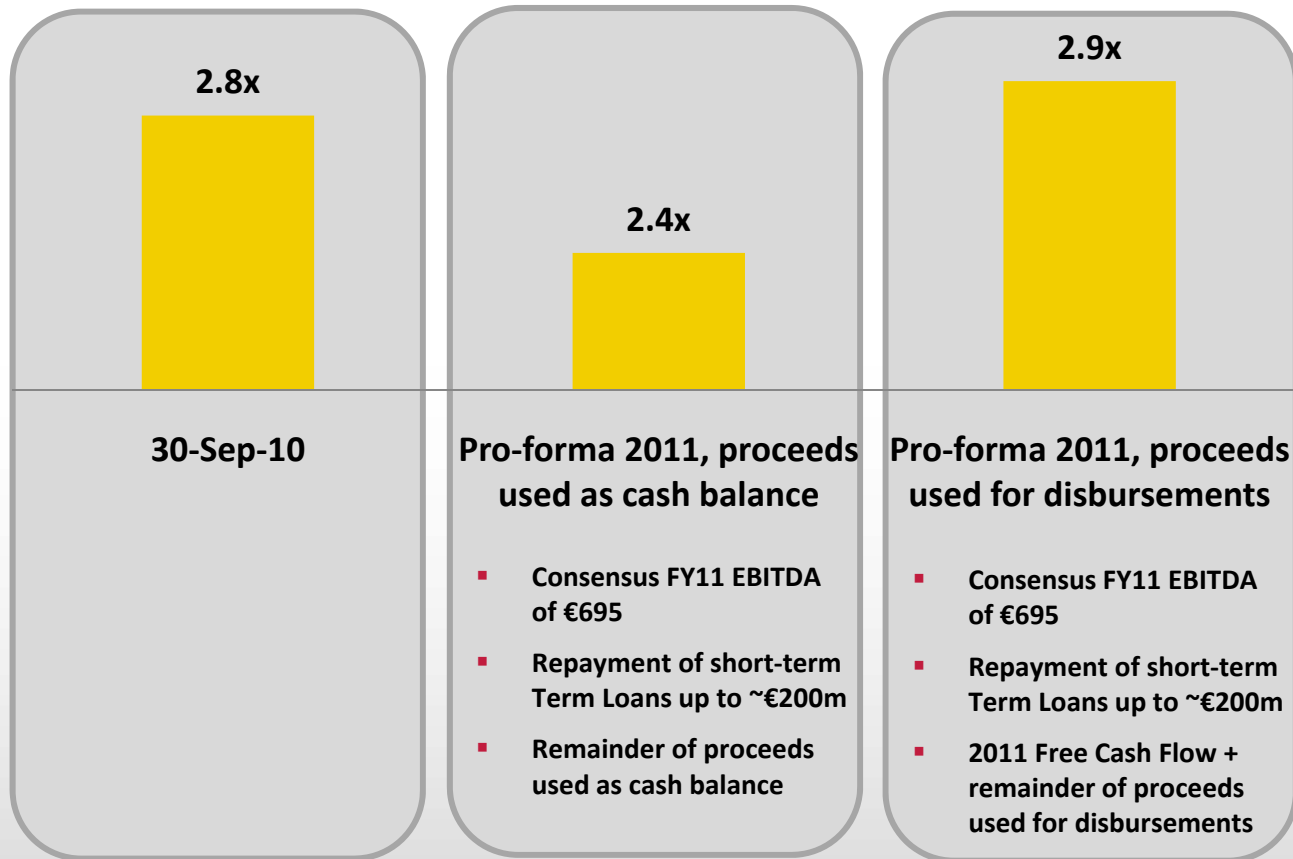 2.8x
30-Sep-10
2.4x
Pro-forma 2011, proceeds
used as cash balance
▪ Consensus FY11 EBITDA
of €695
▪ Repayment of short-term
Term Loans up to ~€200m
▪ Remainder of proceeds
used as cash balance
2.9x
Pro-forma 2011, proceeds
used for disbursements
▪ Consensus FY11 EBITDA
of €695
▪ Repayment of short-term
Term Loans up to ~€200m
▪ 2011 Free Cash Flow +
remainder of proceeds
used for disbursements